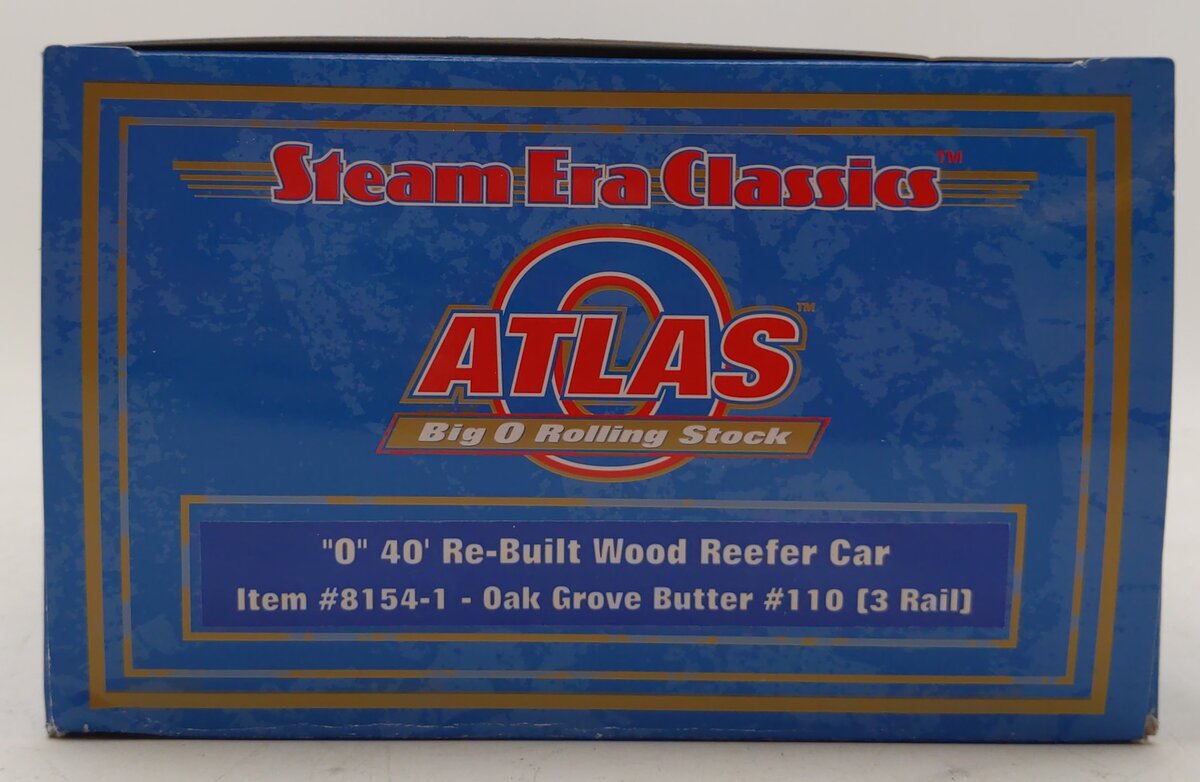 Steam Era Classics™
ATLAS™
O
Big O Rolling Stock
"O" 40' Re-Built Wood Reefer Car
Item #8154-1 - Oak Grove Butter #110 (3 Rail)